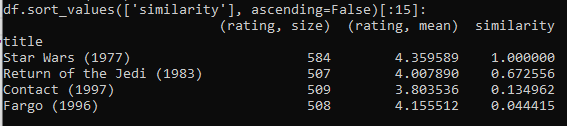 df.sort_values(['similarity'], ascending=False)[:15]:
(rating, size) (rating, mean) similarity
title
Star Wars (1977) 584 4.359589 1.000000
Return of the Jedi (1983) 507 4.007890 0.672556
Contact (1997) 509 3.803536 0.134962
Fargo (1996) 508 4.155512 0.044415